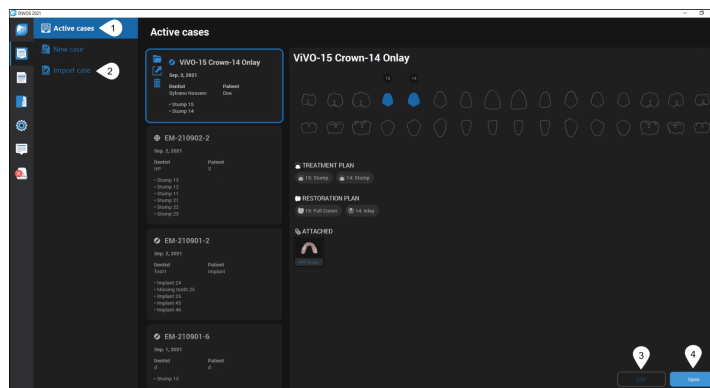 DWOS 2021
Active cases
1
New case
Import case
2
Active cases
ViVO-15 Crown-14 Onlay
Sep. 3, 2021
Dentist Patient
Doe
• Stump 15
• Stump 14
EM-210902-2
Sep. 2, 2021
Dentist Patient
NP 3
• Stump 13
• Stump 12
• Stump 11
• Stump 21
• Stump 22
• Stump 23
EM-210901-2
Sep. 2, 2021
Dentist Patient
Test1 Implant
• Implant 24
• Missing tooth 25
• Implant 26
• Implant 45
• Implant 46
EM-210901-6
Sep. 1, 2021
Dentist Patient
d d
• Stump 13
ViVO-15 Crown-14 Onlay
15 14
TREATMENT PLAN
15 Stump 14 Stump
RESTORATION PLAN
15 Full Crown 14 Inlay
ATTACHED
3
4
Edit
Open